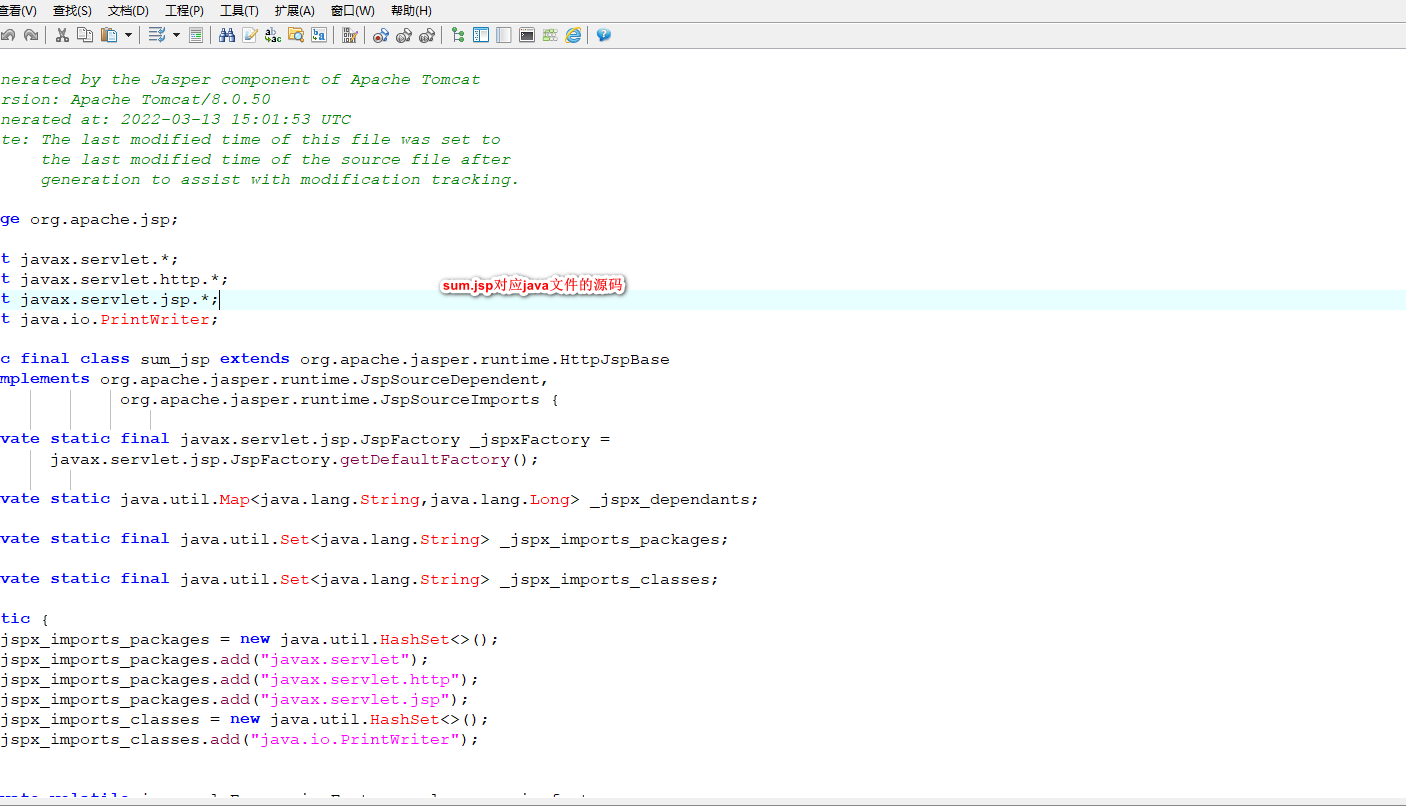 查看(V) 查找(S) 文档(D) 工程(P) 工具(T) 扩展(A) 窗口(W) 帮助(H)
nerated by the Jasper component of Apache Tomcat
rsion: Apache Tomcat/8.0.50
nerated at: 2022-03-13 15:01:53 UTC
te: The last modified time of this file was set to
the last modified time of the source file after
generation to assist with modification tracking.
ge org.apache.jsp;
t javax.servlet.*;
t javax.servlet.http.*;
sum.jsp对应java文件的源码
t javax.servlet.jsp.*;
t java.io.PrintWriter;
c final class sum_jsp extends org.apache.jasper.runtime.HttpJspBase
mplements org.apache.jasper.runtime.JspSourceDependent,
org.apache.jasper.runtime.JspSourceImports {
vate static final javax.servlet.jsp.JspFactory _jspxFactory =
javax.servlet.jsp.JspFactory.getDefaultFactory();
vate static java.util.Map<java.lang.String,java.lang.Long> _jspx_dependants;
vate static final java.util.Set<java.lang.String> _jspx_imports_packages;
vate static final java.util.Set<java.lang.String> _jspx_imports_classes;
tic {
jspx_imports_packages = new java.util.HashSet<>();
jspx_imports_packages.add("javax.servlet");
jspx_imports_packages.add("javax.servlet.http");
jspx_imports_packages.add("javax.servlet.jsp");
jspx_imports_classes = new java.util.HashSet<>();
jspx_imports_classes.add("java.io.PrintWriter");